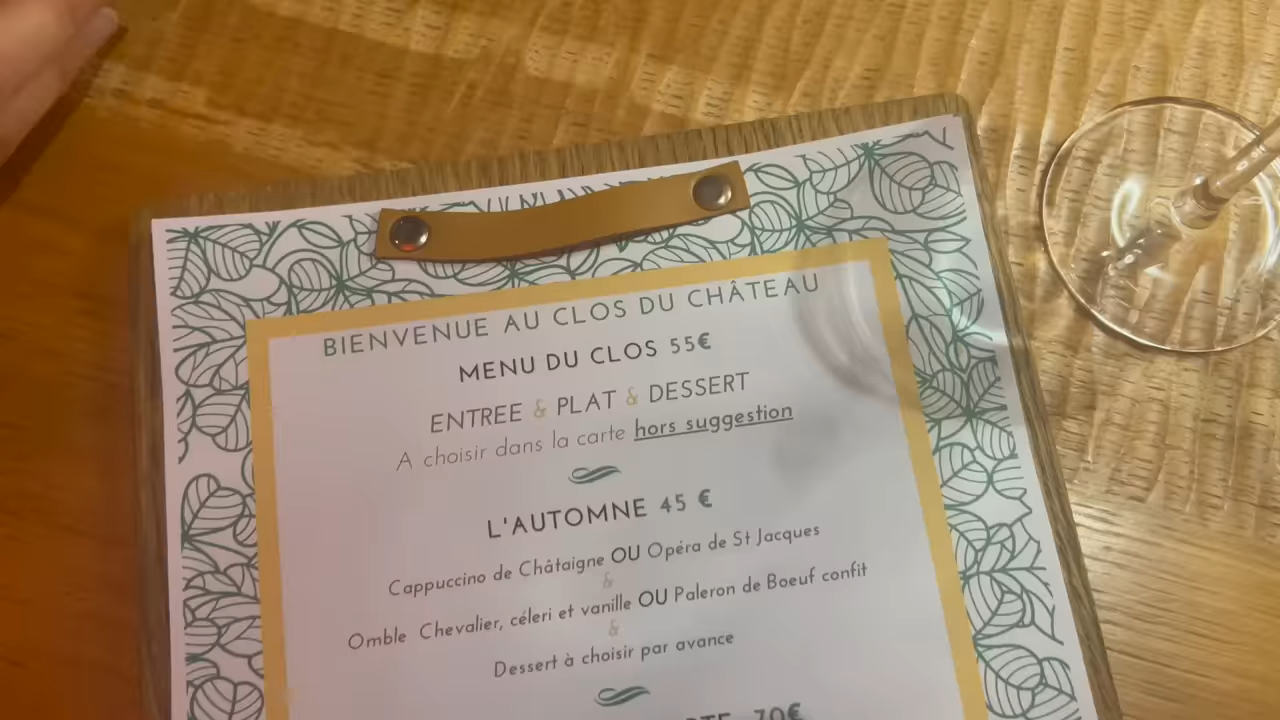 BIENVENUE AU CLOS DU CHÂTEAU
MENU DU CLOS 55€
ENTREE & PLAT & DESSERT
A choisir dans la carte hors suggestion
L'AUTOMNE 45 €
Cappuccino de Châtaigne OU Opéra de St Jacques
&
Omble Chevalier, céleri et vanille OU Paleron de Boeuf confit
&
Dessert à choisir par avance
70€